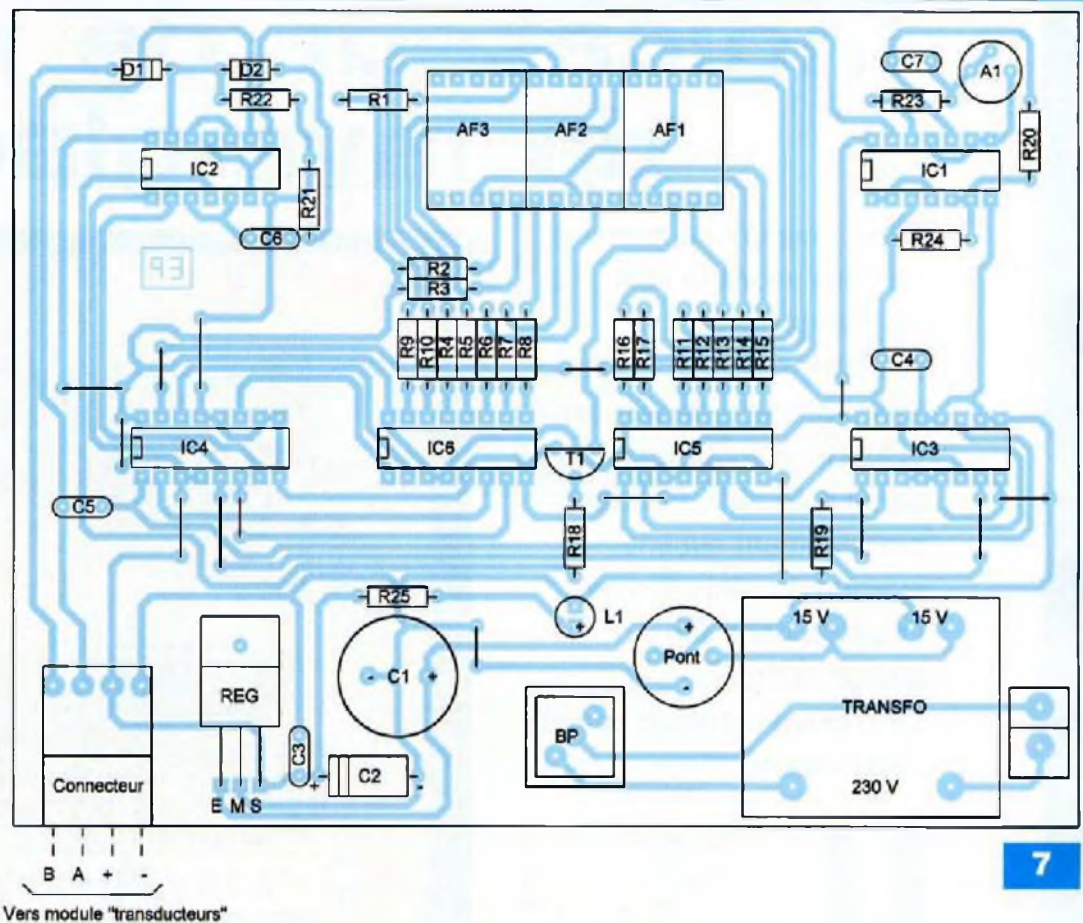 D1
D2
C7
A1
R22
R1
R23
AF3
AF2
AF1
R20
IC2
IC1
R21
C6
R24
R2
R3
R9
R10
R4
R5
R6
R7
R8
R16
R17
R11
R12
R13
R14
R15
C4
IC4
IC6
T1
IC5
IC3
C5
R18
R19
R25
L1
+
15 V
15 V
+
Pont
-
- C1 +
REG
TRANSFO
BP
C3
C2
+
-
Connecteur
230 V
E M S
B A + -
7
Vers module "transducteurs"